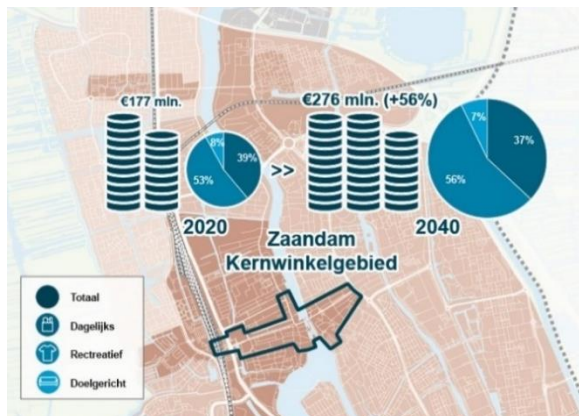 €177 mln.
€276 mln. (+56%)
8%
39%
53%
>>
7%
37%
56%
2020
2040
Zaandam
Kernwinkelgebied
Totaal
Dagelijks
Rectreatief
Doelgericht